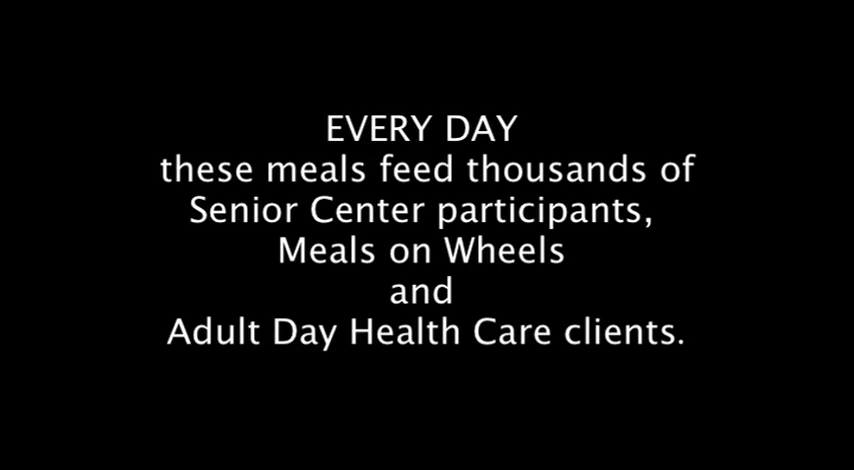 EVERY DAY
these meals feed thousands of
Senior Center participants,
Meals on Wheels
and
Adult Day Health Care clients.